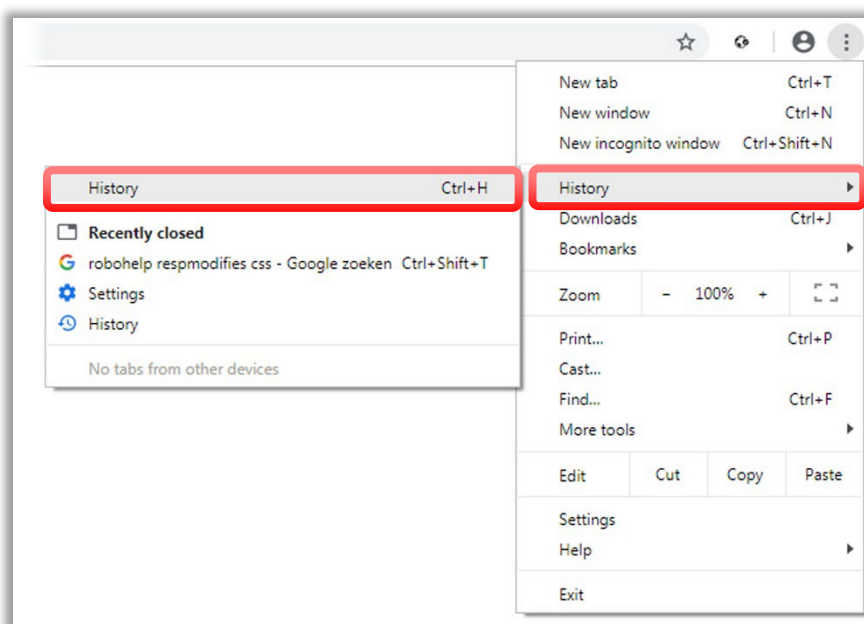 New tab Ctrl+T
New window Ctrl+N
New incognito window Ctrl+Shift+N
History Ctrl+H
History
Recently closed
robohelp respmodifies css - Google zoeken Ctrl+Shift+T
Settings
History
No tabs from other devices
Downloads Ctrl+J
Bookmarks
Zoom - 100% +
Print... Ctrl+P
Cast...
Find... Ctrl+F
More tools
Edit Cut Copy Paste
Settings
Help
Exit